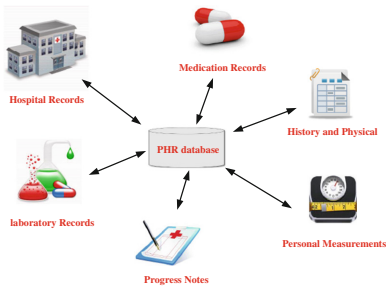 Medication Records
Hospital Records
History and Physical
PHR database
laboratory Records
Personal Measurements
Progress Notes